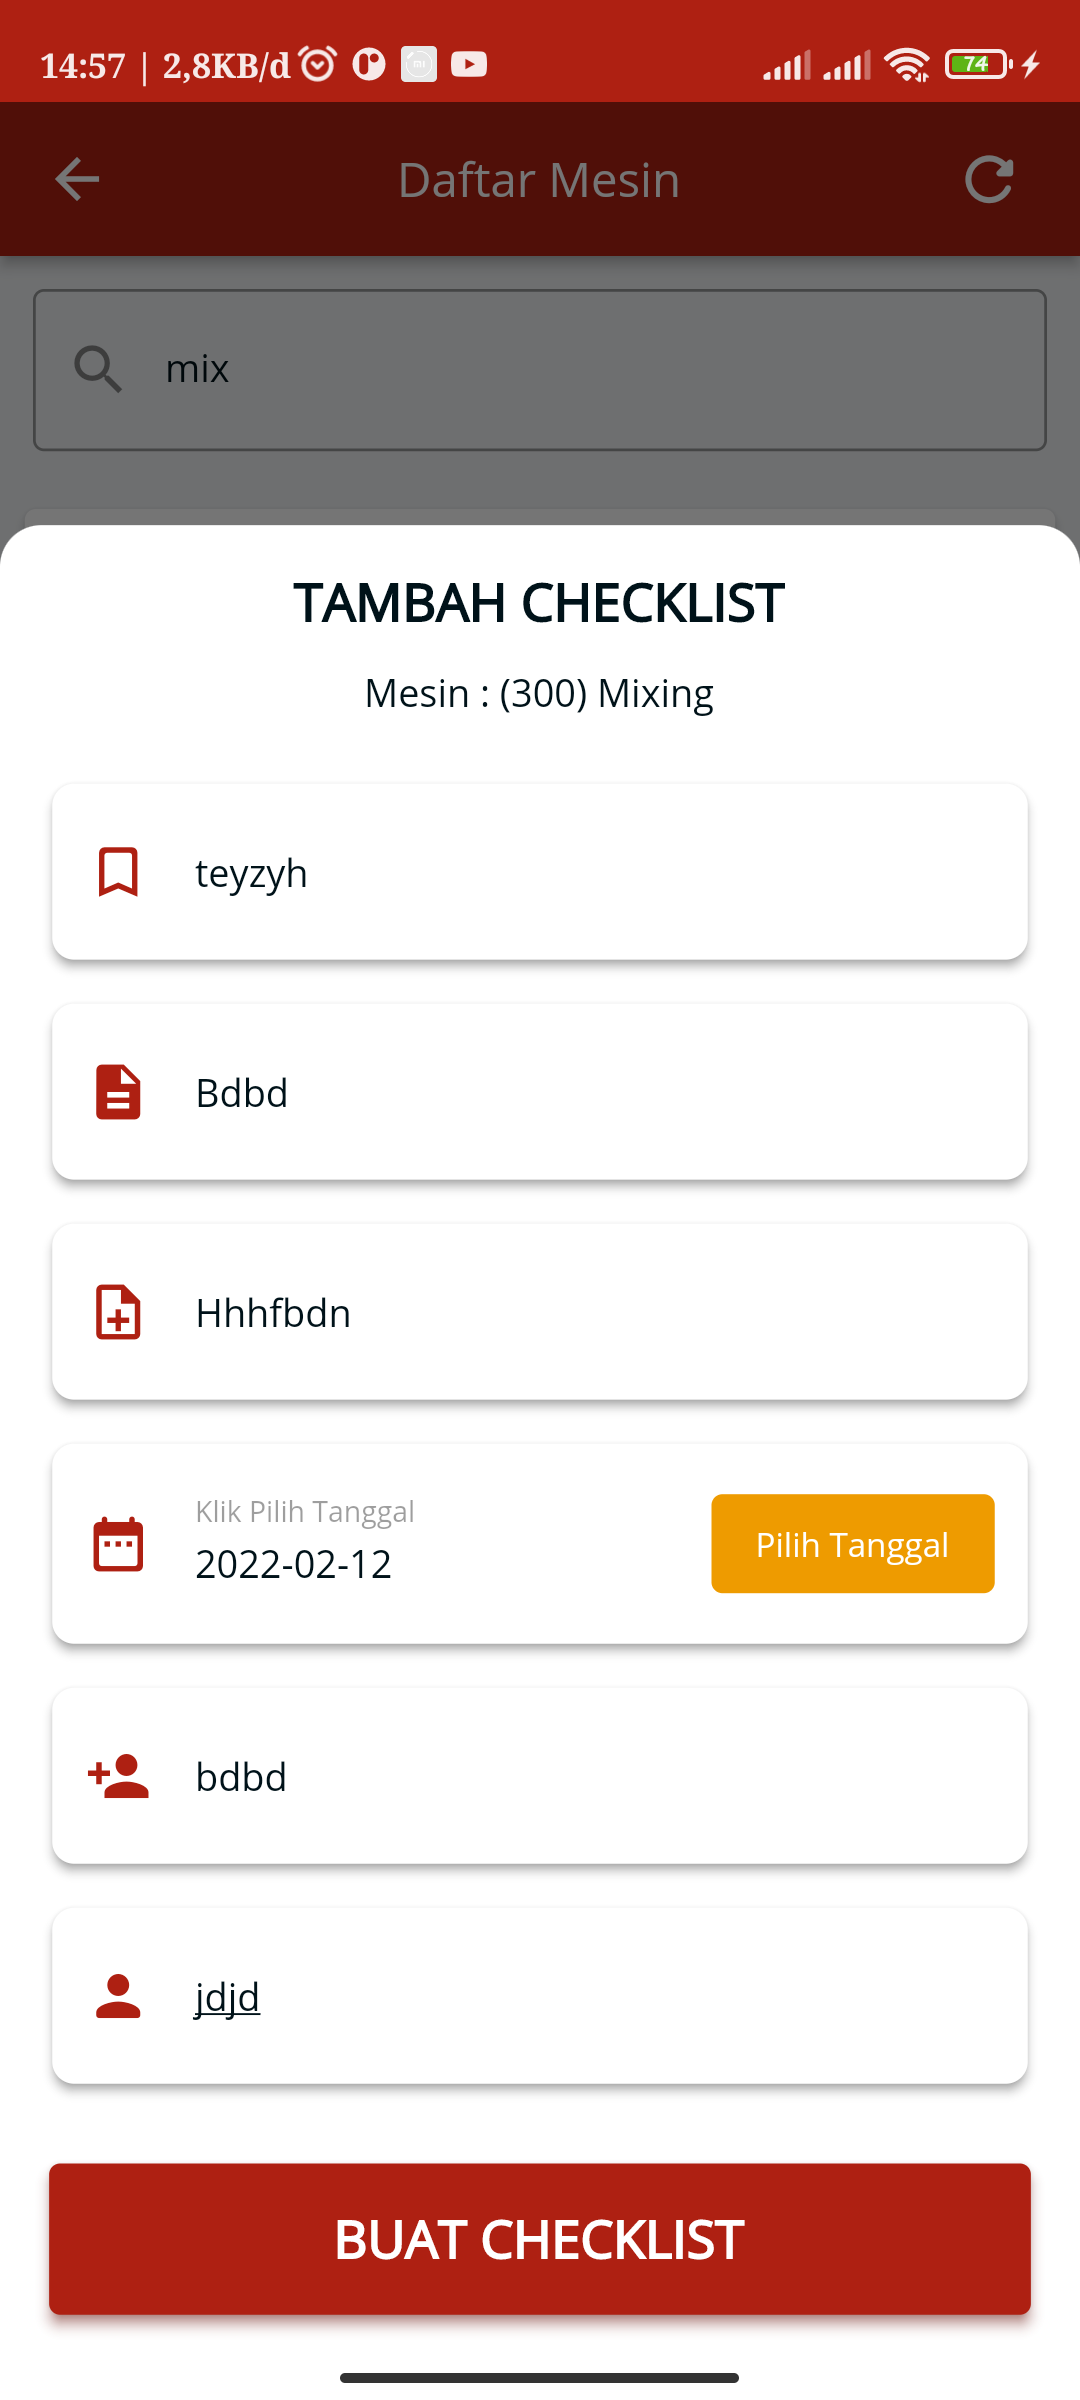 14:57 | 2,8KB/d
74
Daftar Mesin
mix
TAMBAH CHECKLIST
Mesin : (300) Mixing
teyzyh
Bdbd
Hhhfbdn
Klik Pilih Tanggal
2022-02-12
Pilih Tanggal
bdbd
jdjd
BUAT CHECKLIST